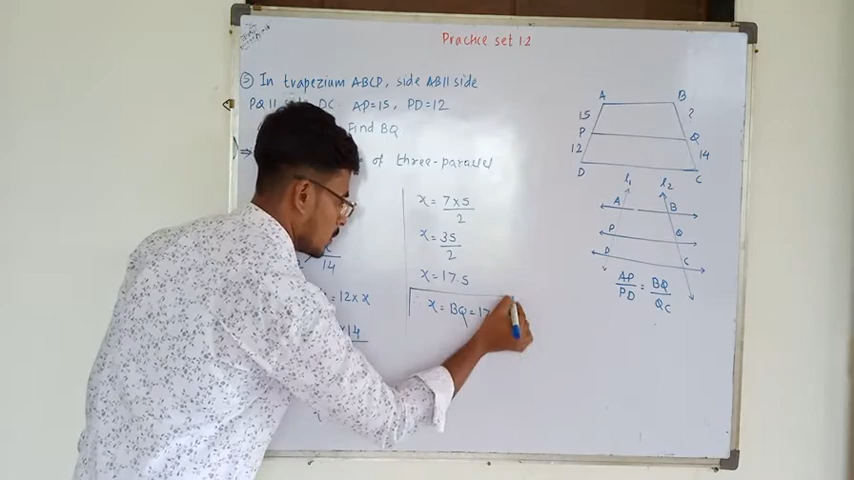 Practice set 1.2
5) In trapezium ABCD, side AB|| side
PQ || side DC. AP=15, PD=12
Find BQ
⇒ of three-parallel
14
= 12 × x
14
x = 7×5
2
x = 35
2
x = 17.5
x = BQ = 17
A B
15 ?
P Q
12 14
D C
l₁ l₂
A B
P Q
D C
AP = BQ
PD QC